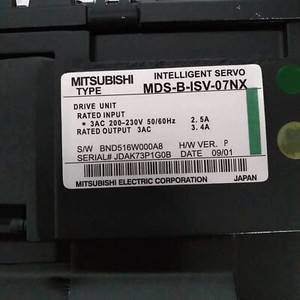 MITSUBISHI INTELLIGENT SERVO
TYPE MDS-B-ISV-07NX
DRIVE UNIT
RATED INPUT
* 3AC 200-230V 50/60Hz 2.5A
RATED OUTPUT 3AC 3.4A
S/W BND516W000A8 H/W VER. P
SERIAL# JDAK73P1G0B DATE 09/01
MITSUBISHI ELECTRIC CORPORATION JAPAN